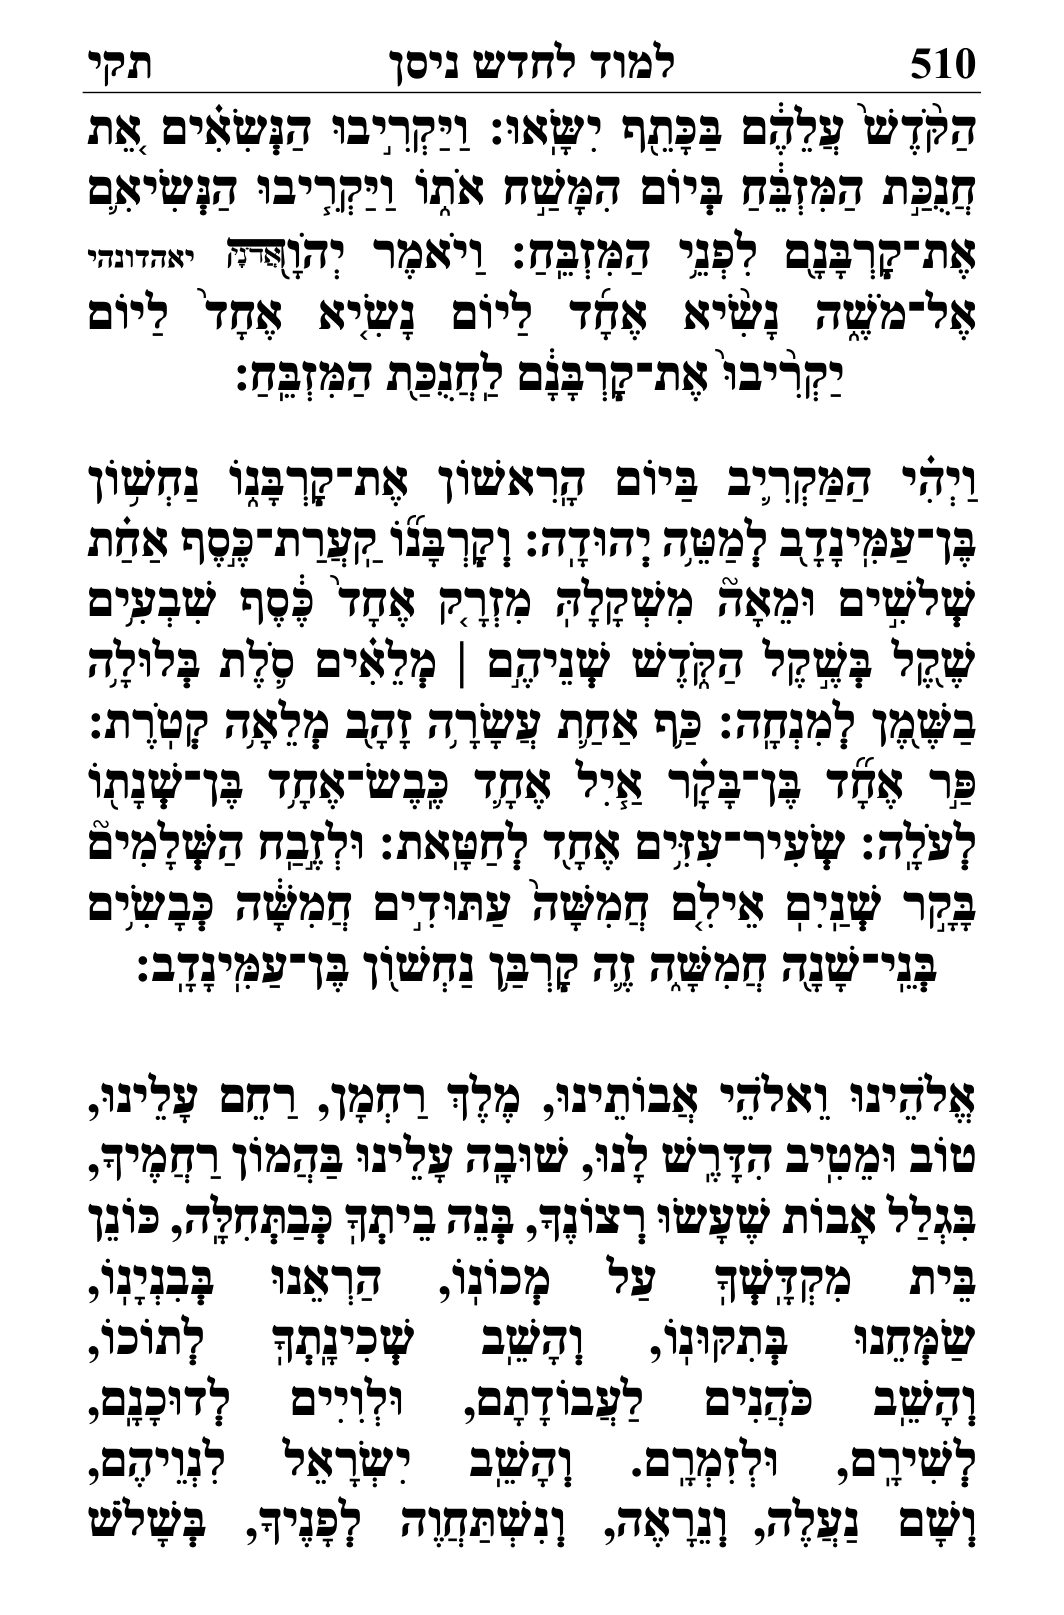 510 למוד לחדש ניסן תקי
הַקֹּ֙דֶשׁ֙ עֲלֵהֶ֔ם בַּכָּתֵ֖ף יִשָּֽׂאוּ׃ וַיַּקְרִ֣יבוּ הַנְּשִׂאִ֗ים אֵ֚ת
חֲנֻכַּ֣ת הַמִּזְבֵּ֔חַ בְּי֖וֹם הִמָּשַׁ֣ח אֹת֑וֹ וַיַּקְרִ֧יבוּ הַנְּשִׂיאִ֛ם
אֶת־קׇרְבָּנָ֖ם לִפְנֵ֥י הַמִּזְבֵּֽחַ׃ וַיֹּ֥אמֶר יְהֹוָ֖אֲדֹנָי יאהדונהי
אֶל־מֹשֶׁ֑ה נָשִׂ֨יא אֶחָ֜ד לַיּ֗וֹם נָשִׂ֤יא אֶחָד֙ לַיּ֔וֹם
יַקְרִ֙יבוּ֙ אֶת־קׇרְבָּנָ֔ם לַחֲנֻכַּ֖ת הַמִּזְבֵּֽחַ׃
וַיְהִ֗י הַמַּקְרִ֛יב בַּיּ֥וֹם הָרִאשׁ֖וֹן אֶת־קׇרְבָּנ֑וֹ נַחְשׁ֥וֹן
בֶּן־עַמִּינָדָ֖ב לְמַטֵּ֥ה יְהוּדָֽה׃ וְקׇרְבָּנ֞וֹ קַֽעֲרַת־כֶּ֣סֶף אַחַ֗ת
שְׁלֹשִׁ֣ים וּמֵאָה֮ מִשְׁקָלָהּ֒ מִזְרָ֤ק אֶחָד֙ כֶּ֔סֶף שִׁבְעִ֥ים
שֶׁ֖קֶל בְּשֶׁ֣קֶל הַקֹּ֑דֶשׁ שְׁנֵיהֶ֣ם | מְלֵאִ֗ים סֹ֛לֶת בְּלוּלָ֥ה
בַשֶּׁ֖מֶן לְמִנְחָֽה׃ כַּ֥ף אַחַ֛ת עֲשָׂרָ֥ה זָהָ֖ב מְלֵאָ֥ה קְטֹֽרֶת׃
פַּ֣ר אֶחָ֞ד בֶּן־בָּקָ֗ר אַ֧יִל אֶחָ֛ד כֶּֽבֶשׂ־אֶחָ֥ד בֶּן־שְׁנָת֖וֹ
לְעֹלָֽה׃ שְׂעִיר־עִזִּ֥ים אֶחָ֖ד לְחַטָּֽאת׃ וּלְזֶ֣בַח הַשְּׁלָמִים֮
בָּקָ֣ר שְׁנַ֒יִם֒ אֵילִ֤ם חֲמִשָּׁה֙ עַתּוּדִ֣ים חֲמִשָּׁ֔ה כְּבָשִׂ֥ים
בְּנֵֽי־שָׁנָ֖ה חֲמִשָּׁ֑ה זֶ֛ה קׇרְבַּ֥ן נַחְשׁ֖וֹן בֶּן־עַמִּינָדָֽב׃
אֱלֹהֵינוּ וֵאלֹהֵי אֲבוֹתֵינוּ, מֶלֶךְ רַחְמָן, רַחֵם עָלֵינוּ,
טוֹב וּמֵטִיב הִדָּרֶשׁ לָנוּ, שׁוּבָה עָלֵינוּ בַּהֲמוֹן רַחֲמֶיךָ,
בִּגְלַל אָבוֹת שֶׁעָשׂוּ רְצוֹנֶךָ, בְּנֵה בֵיתְךָ כְּבַתְּחִלָּה, כּוֹנֵן
בֵּית מִקְדָּשְׁךָ עַל מְכוֹנוֹ, הַרְאֵנוּ בְּבִנְיָנוֹ,
שַׂמְּחֵנוּ בְּתִקּוּנוֹ, וְהָשֵׁב שְׁכִינָתְךָ לְתוֹכוֹ,
וְהָשֵׁב כֹּהֲנִים לַעֲבוֹדָתָם, וּלְוִיִּים לְדוּכָנָם,
לְשִׁירָם, וּלְזִמְרָם. וְהָשֵׁב יִשְׂרָאֵל לִנְוֵיהֶם,
וְשָׁם נַעֲלֶה, וְנֵרָאֶה, וְנִשְׁתַּחֲוֶה לְפָנֶיךָ, בְּשָׁלֹשׁ